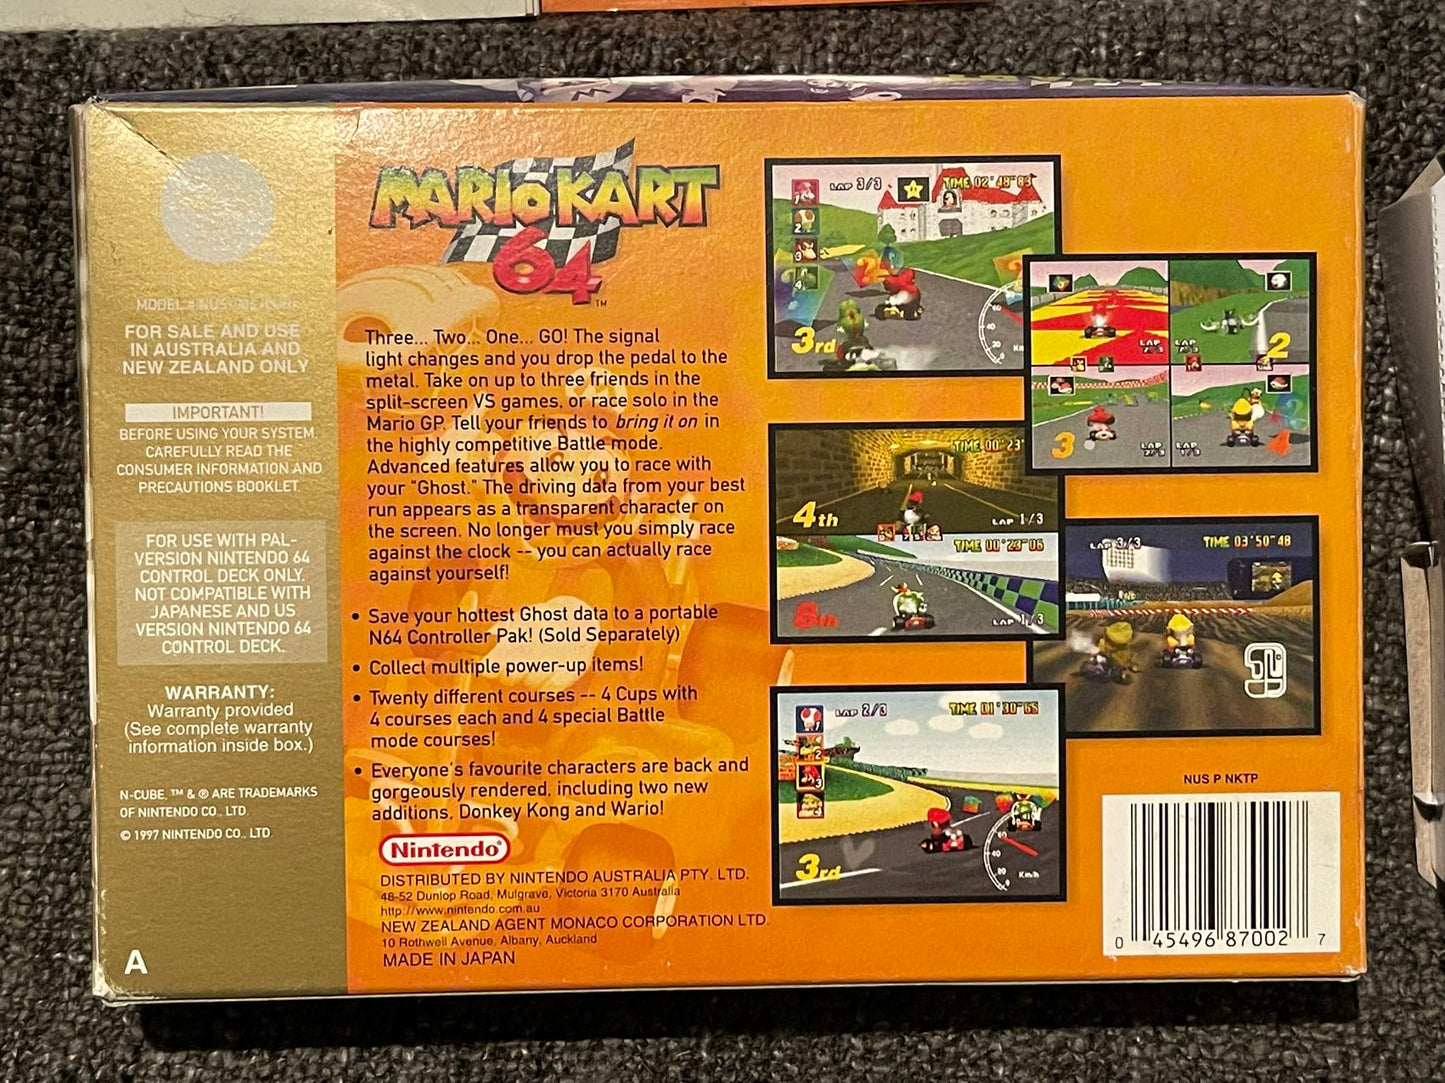 MODEL # NUS-006
FOR SALE AND USE
IN AUSTRALIA AND
NEW ZEALAND ONLY
IMPORTANT!
BEFORE USING YOUR SYSTEM
CAREFULLY READ THE
CONSUMER INFORMATION AND
PRECAUTIONS BOOKLET.
FOR USE WITH PAL-
VERSION NINTENDO 64
CONTROL DECK ONLY.
NOT COMPATIBLE WITH
JAPANESE AND US
VERSION NINTENDO 64
CONTROL DECK.
WARRANTY:
Warranty provided
(See complete warranty
information inside box.)
N-CUBE, ™ & ® ARE TRADEMARKS
OF NINTENDO CO., LTD.
© 1997 NINTENDO CO., LTD.
A
MARIO KART
64™
Three... Two... One... GO! The signal
light changes and you drop the pedal to the
metal. Take on up to three friends in the
split-screen VS games, or race solo in the
Mario GP. Tell your friends to bring it on in
the highly competitive Battle mode.
Advanced features allow you to race with
your "Ghost." The driving data from your best
run appears as a transparent character on
the screen. No longer must you simply race
against the clock -- you can actually race
against yourself!
• Save your hottest Ghost data to a portable
N64 Controller Pak! (Sold Separately)
• Collect multiple power-up items!
• Twenty different courses -- 4 Cups with
4 courses each and 4 special Battle
mode courses!
• Everyone's favourite characters are back and
gorgeously rendered, including two new
additions, Donkey Kong and Wario!
Nintendo®
DISTRIBUTED BY NINTENDO AUSTRALIA PTY. LTD.
48-52 Dunlop Road, Mulgrave, Victoria 3170 Australia
http://www.nintendo.com.au
NEW ZEALAND AGENT MONACO CORPORATION LTD.
10 Rothwell Avenue, Albany, Auckland
MADE IN JAPAN
LAP 3/3 TIME 02'48"83
3rd
2
3
TIME 00'23"
4th
LAP 1/3
TIME 00'23"06
6th
LAP 1/3
LAP 3/3 TIME 03'50"48
LAP 2/3 TIME 01'30"65
3rd
Km/h
NUS P NKTP
0 45496 87002 7